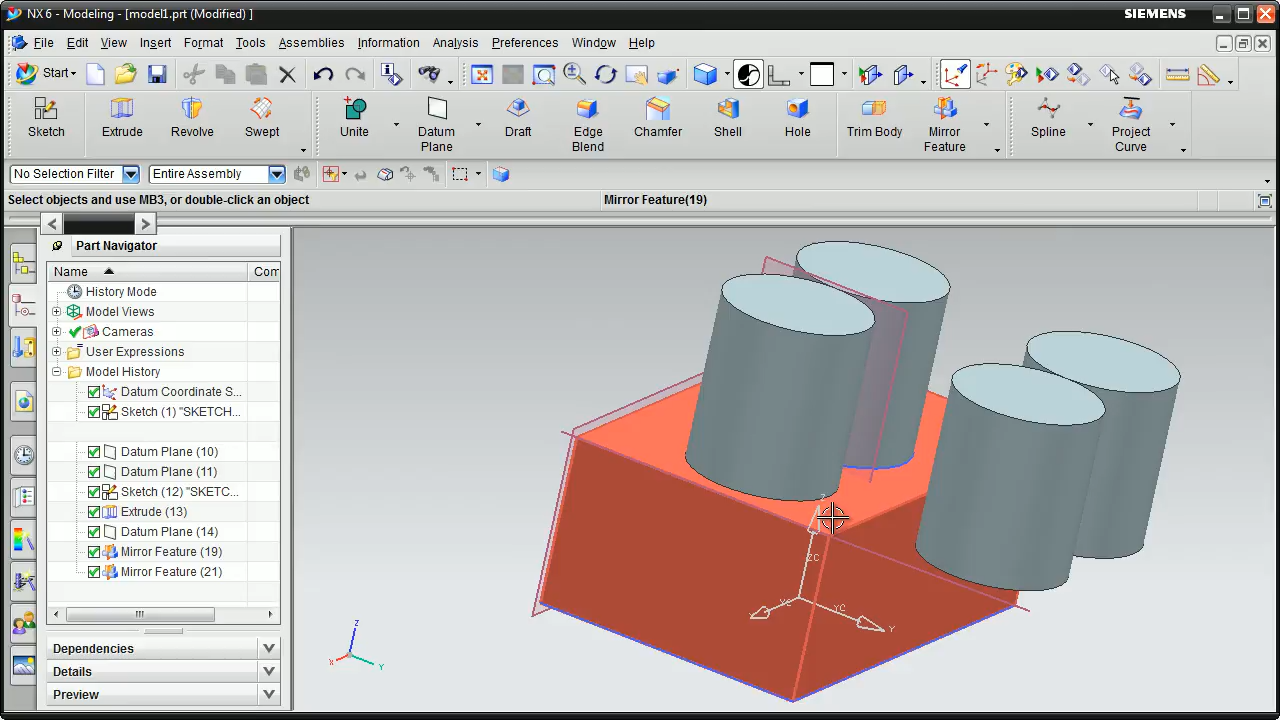 NX 6 - Modeling - [model1.prt (Modified) ]
SIEMENS
File Edit View Insert Format Tools Assemblies Information Analysis Preferences Window Help
Start
Sketch Extrude Revolve Swept Unite Datum Plane Draft Edge Blend Chamfer Shell Hole Trim Body Mirror Feature Spline Project Curve
No Selection Filter Entire Assembly
Select objects and use MB3, or double-click an object Mirror Feature(19)
Part Navigator
Name Com
History Mode
Model Views
Cameras
User Expressions
Model History
Datum Coordinate S...
Sketch (1) "SKETCH...
Datum Plane (10)
Datum Plane (11)
Sketch (12) "SKETC...
Extrude (13)
Datum Plane (14)
Mirror Feature (19)
Mirror Feature (21)
Dependencies
Details
Preview
Z
ZC
XC
YC
Y
Z
X
Y